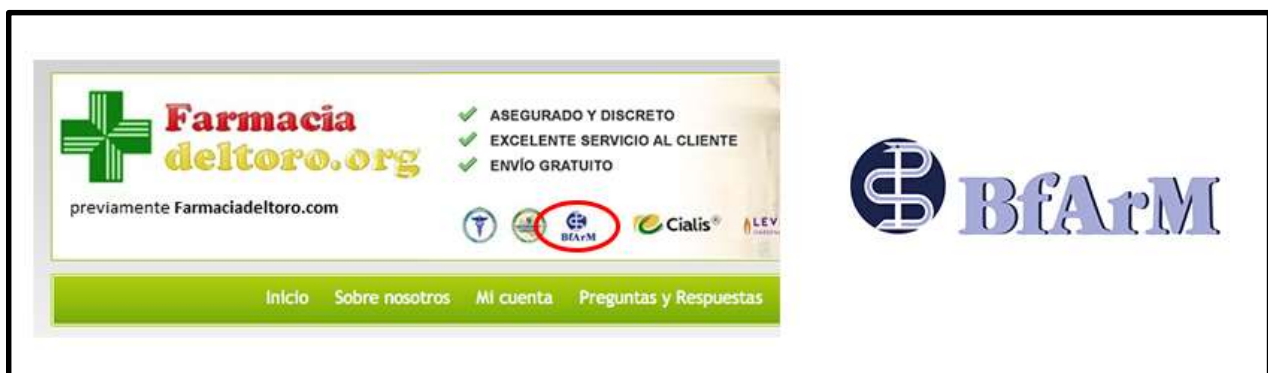 Farmacia
deltoro.org
previamente Farmaciadeltoro.com
ASEGURADO Y DISCRETO
EXCELENTE SERVICIO AL CLIENTE
ENVÍO GRATUITO
BfArM
Cialis®
LEV
Inicio Sobre nosotros Mi cuenta Preguntas y Respuestas
BfArM